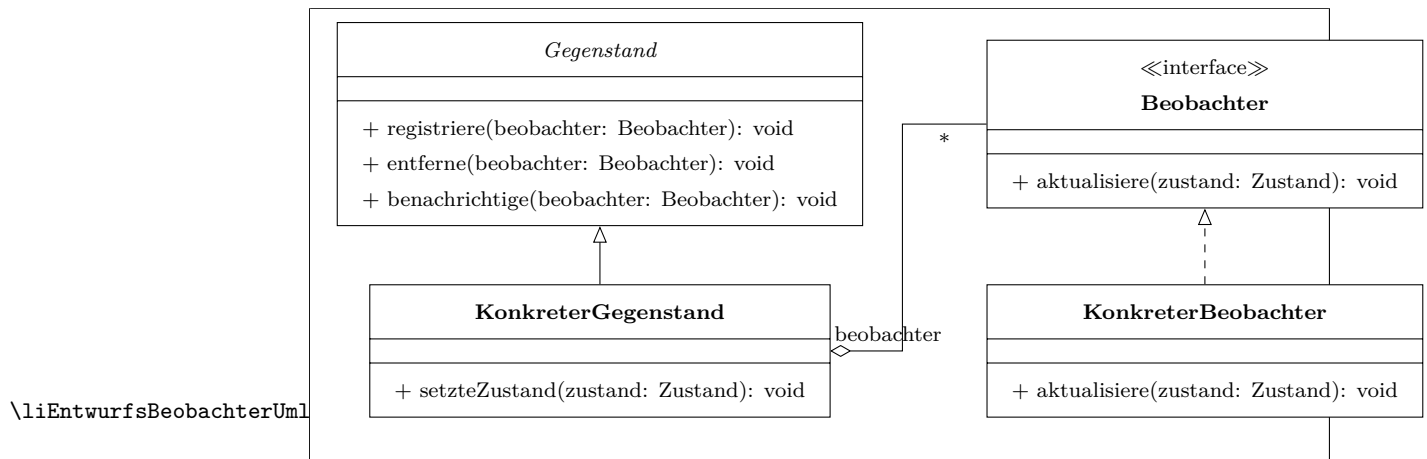 Gegenstand
+ registriere(beobachter: Beobachter): void
+ entferne(beobachter: Beobachter): void
+ benachrichtige(beobachter: Beobachter): void
≪interface≫
Beobachter
+ aktualisiere(zustand: Zustand): void
*
KonkreterGegenstand
+ setzteZustand(zustand: Zustand): void
beobachter
KonkreterBeobachter
+ aktualisiere(zustand: Zustand): void
\liEntwurfsBeobachterUml